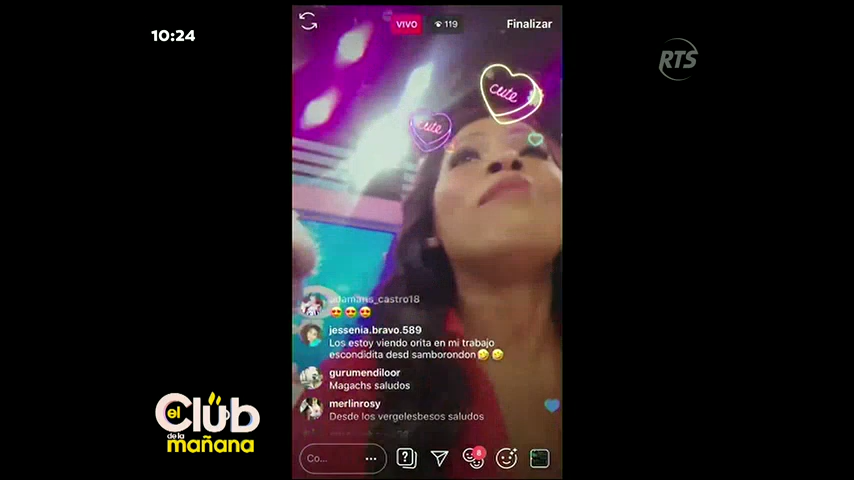 10:24
VIVO
119
Finalizar
RTS
cute
cute
adamaris_castro18
jessenia.bravo.589
Los estoy viendo orita en mi trabajo
escondidita desd samborondon
gurumendiloor
Magachs saludos
merlinrosy
Desde los vergelesbesos saludos
el Club
de la
mañana
Co...
8